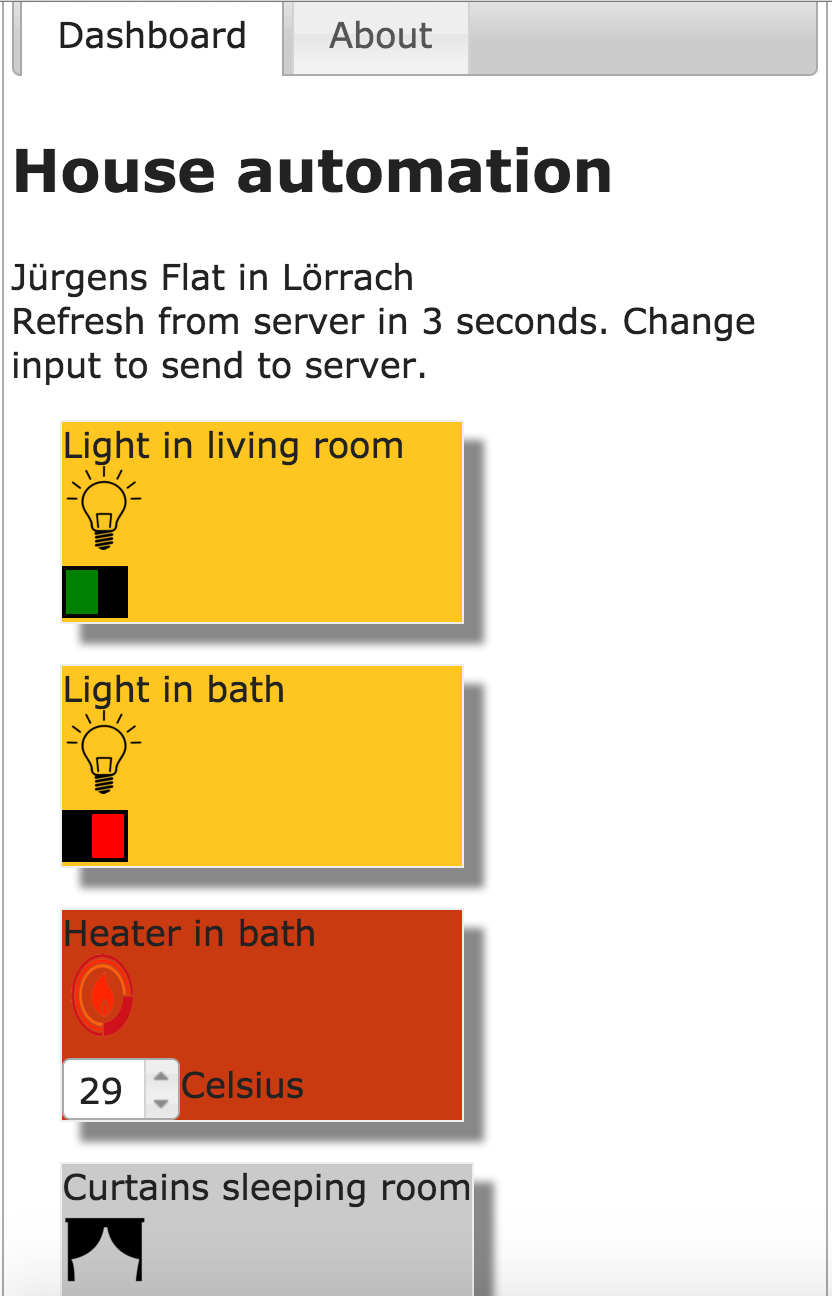 Dashboard About
House automation
Jürgens Flat in Lörrach
Refresh from server in 3 seconds. Change
input to send to server.
Light in living room
Light in bath
Heater in bath
29 Celsius
Curtains sleeping room